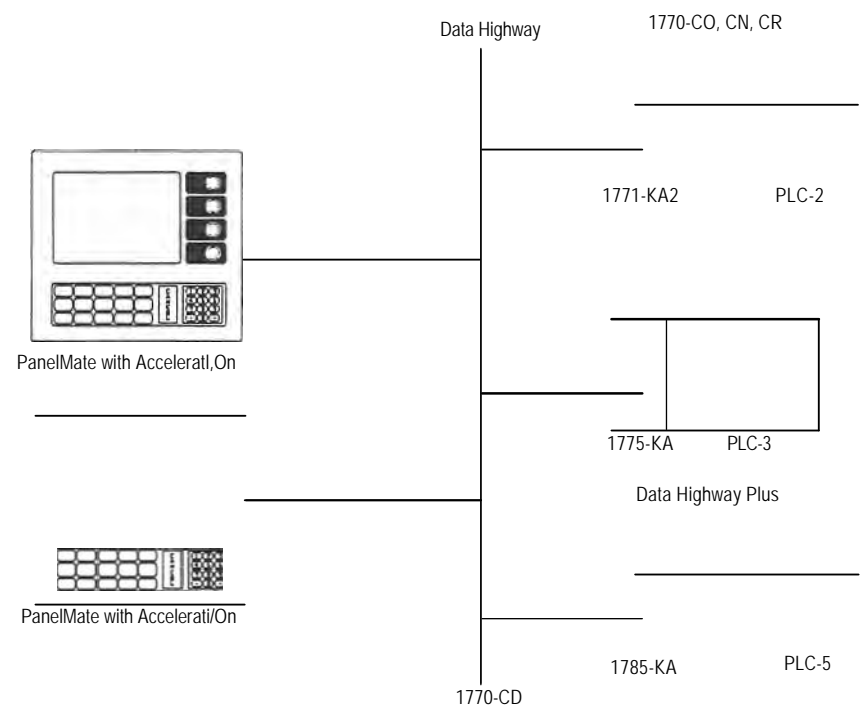 Data Highway
1770-CO, CN, CR
1771-KA2
PLC-2
PanelMate with Acceleratl,On
1775-KA
PLC-3
Data Highway Plus
PanelMate with Accelerati/On
1785-KA
PLC-5
1770-CD